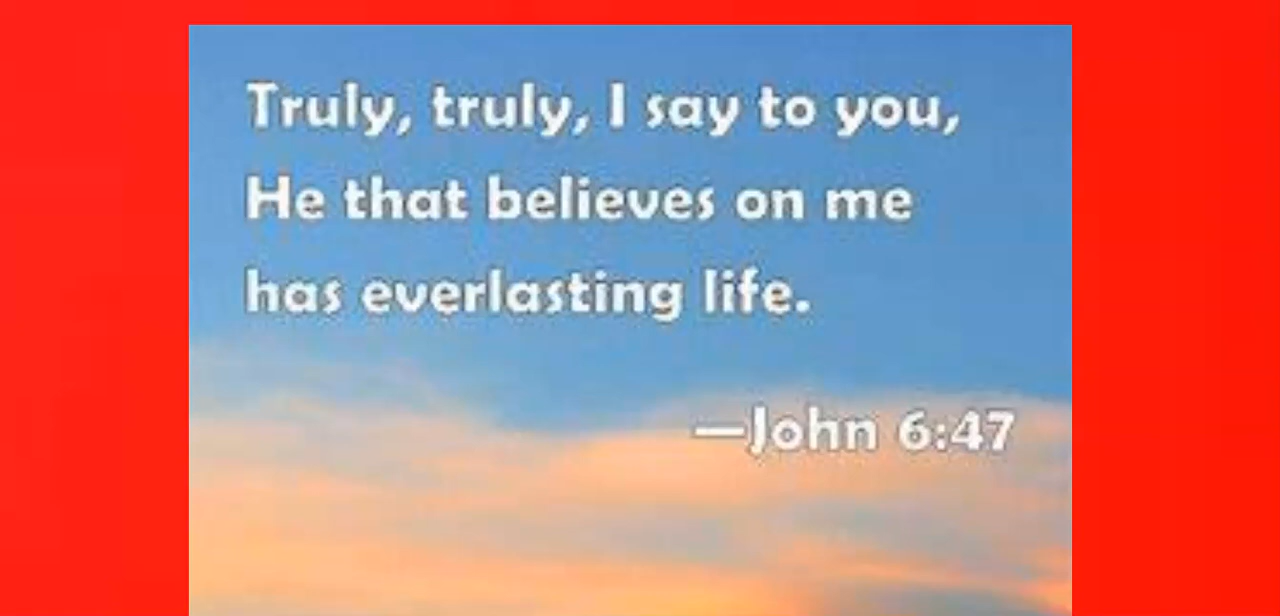 Truly, truly, I say to you,
He that believes on me
has everlasting life.
—John 6:47